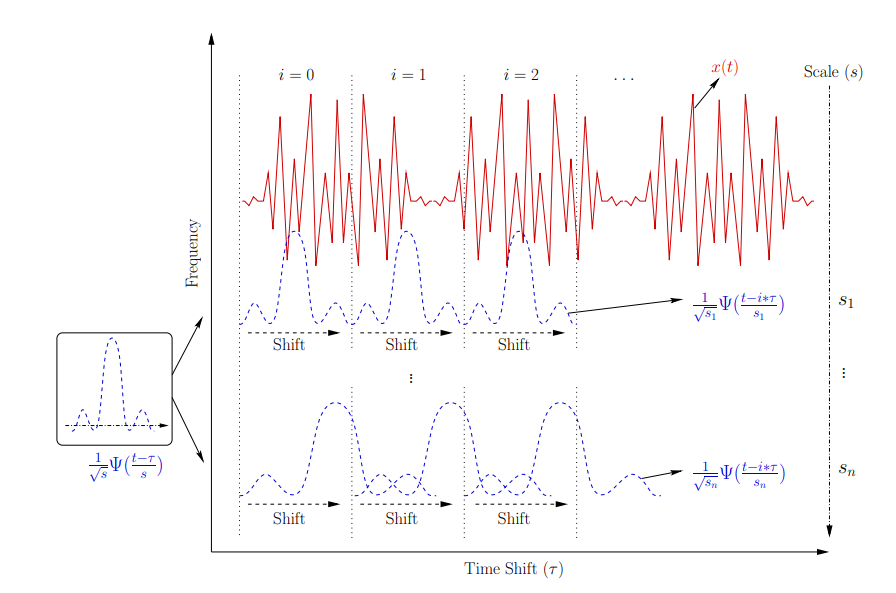 i = 0
i = 1
i = 2
...
x(t)
Scale (s)
Frequency
1/√s₁ Ψ(t−i∗τ/s₁)
s₁
Shift
Shift
Shift
⋮
⋮
1/√s Ψ(t−τ/s)
1/√sₙ Ψ(t−i∗τ/sₙ)
sₙ
Shift
Shift
Shift
Time Shift (τ)